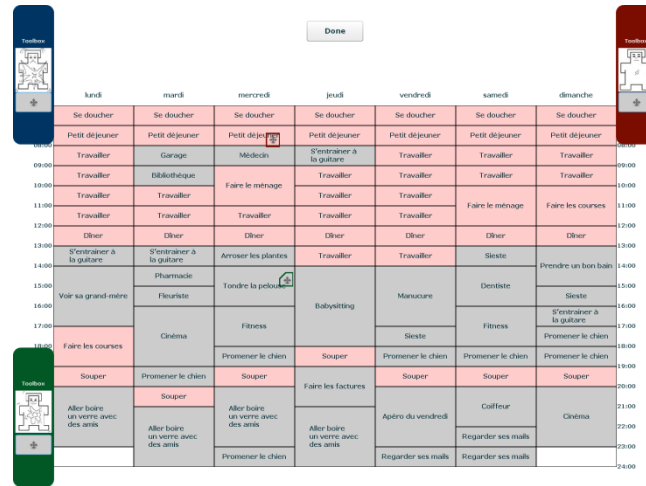 Done
Toolbox
Toolbox
lundi mardi mercredi jeudi vendredi samedi dimanche
Se doucher Se doucher Se doucher Se doucher Se doucher Se doucher Se doucher
Petit déjeuner Petit déjeuner Petit déjeuner Petit déjeuner Petit déjeuner Petit déjeuner Petit déjeuner
08:00 08:00
Travailler Garage Médecin S'entrainer à la guitare Travailler Travailler Travailler
09:00 09:00
Travailler Bibliothèque Faire le ménage Travailler Travailler Travailler Travailler
10:00 10:00
Travailler Travailler Travailler Travailler Faire le ménage Faire les courses
11:00 11:00
Travailler Travailler Travailler Travailler Travailler
12:00 12:00
Dîner Dîner Dîner Dîner Dîner Dîner Dîner
13:00 13:00
S'entrainer à la guitare S'entrainer à la guitare Arroser les plantes Travailler Travailler Sieste Prendre un bon bain
14:00 14:00
Voir sa grand-mère Pharmacie Tondre la pelouse Babysitting Manucure Dentiste
15:00 15:00
Fleuriste Sieste
16:00 16:00
Cinéma Fitness Fitness S'entrainer à la guitare
17:00 17:00
Faire les courses Sieste Promener le chien
18:00 18:00
Promener le chien Souper Promener le chien Promener le chien Promener le chien
19:00 19:00
Toolbox
Souper Promener le chien Souper Faire les factures Souper Souper Souper
20:00 20:00
Aller boire un verre avec des amis Souper Aller boire un verre avec des amis Apéro du vendredi Coiffeur Cinéma
21:00
Aller boire un verre avec des amis Aller boire un verre avec des amis
22:00
Regarder ses mails
23:00
Promener le chien Regarder ses mails Regarder ses mails
24:00